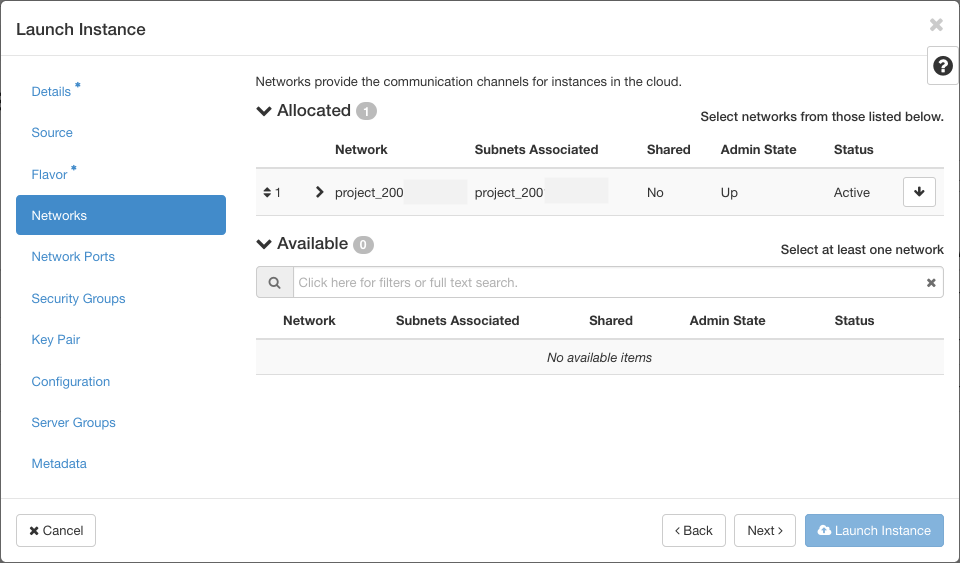 Launch Instance
Details *
Source
Flavor *
Networks
Network Ports
Security Groups
Key Pair
Configuration
Server Groups
Metadata
Networks provide the communication channels for instances in the cloud.
Allocated 1
Select networks from those listed below.
Network Subnets Associated Shared Admin State Status
1 project_200 project_200 No Up Active
Available 0
Select at least one network
Click here for filters or full text search.
Network Subnets Associated Shared Admin State Status
No available items
Cancel
Back
Next
Launch Instance